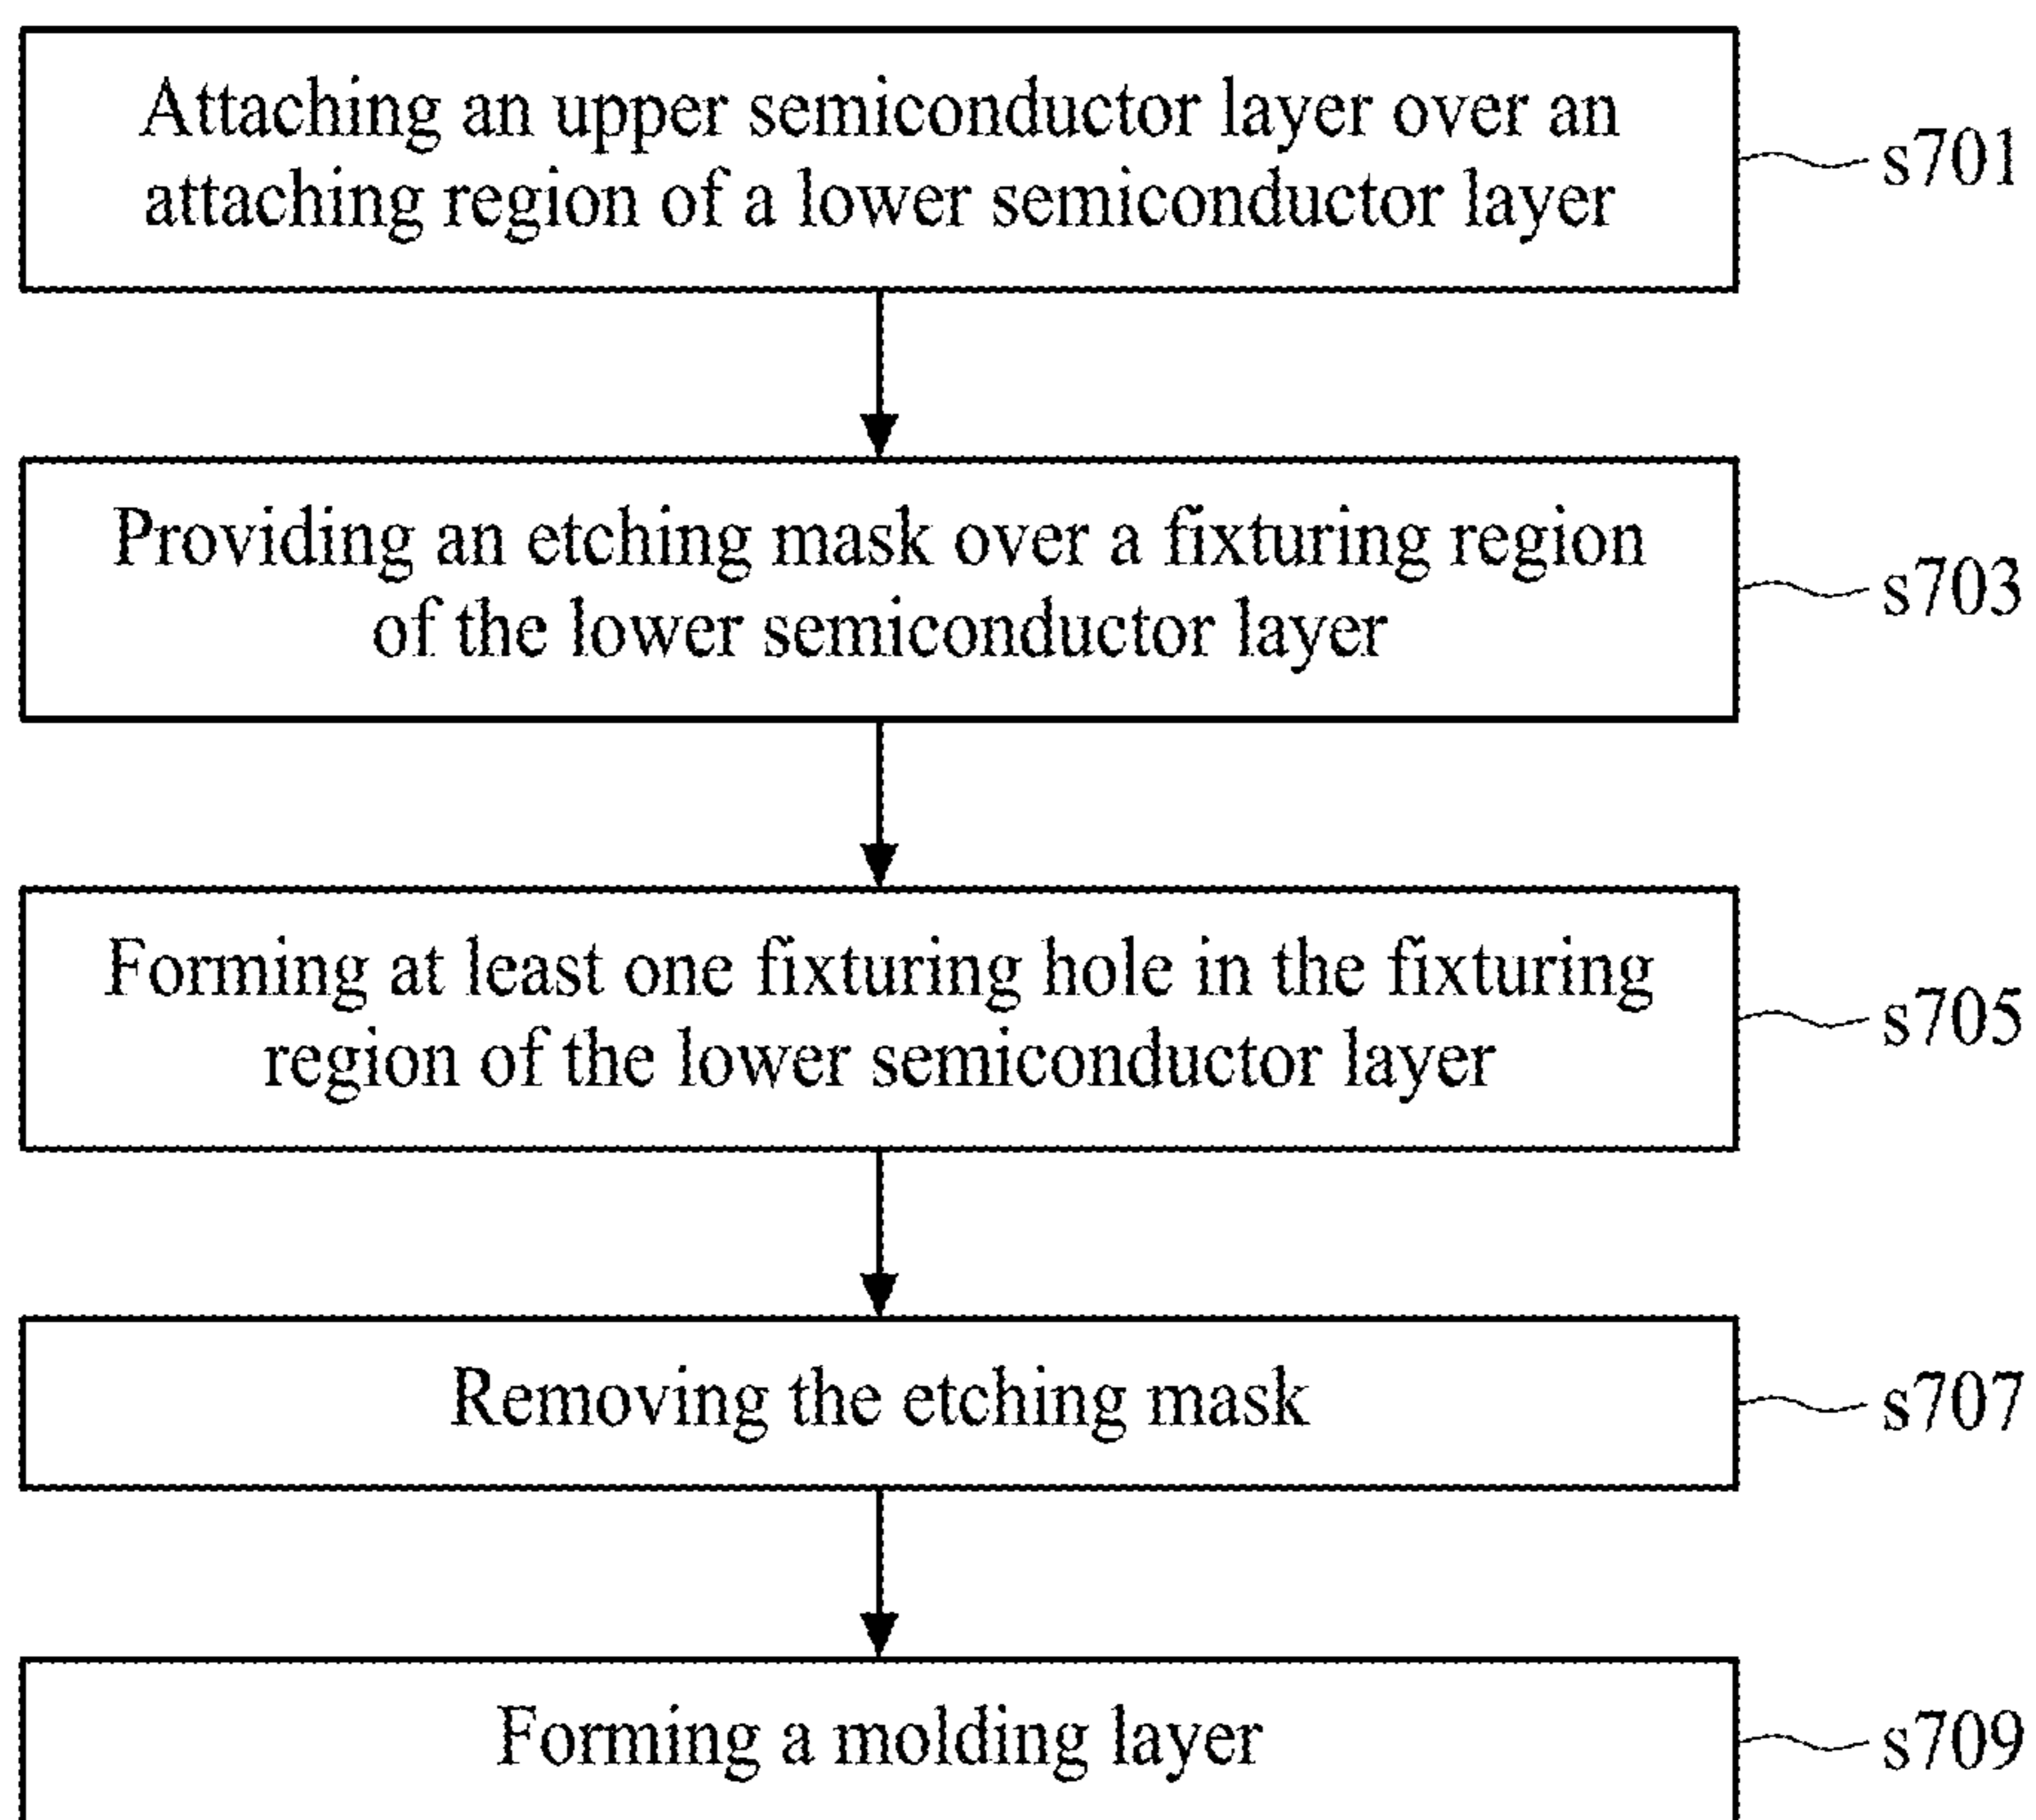 Attaching an upper semiconductor layer over an
attaching region of a lower semiconductor layer
s701
Providing an etching mask over a fixturing region
of the lower semiconductor layer
s703
Forming at least one fixturing hole in the fixturing
region of the lower semiconductor layer
s705
Removing the etching mask
s707
Forming a molding layer
s709